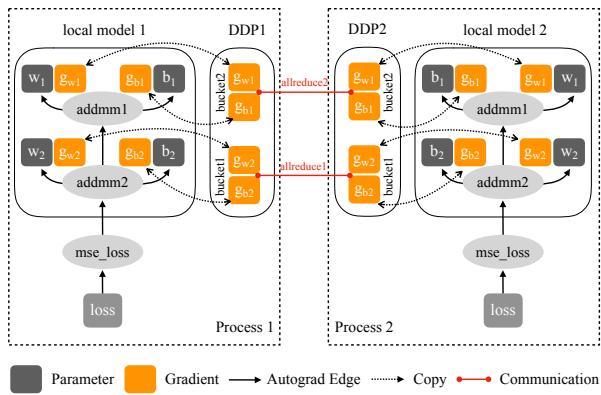 local model 1
DDP1
DDP2
local model 2
w1 gw1 gb1 b1
gw1
gb1
bucket2
allreduce2
gw1
gb1
bucket2
b1 gb1 gw1 w1
addmm1
addmm1
w2 gw2 gb2 b2
gw2
gb2
bucket1
allreduce1
gw2
gb2
bucket1
b2 gb2 gw2 w2
addmm2
addmm2
mse_loss
mse_loss
loss
loss
Process 1
Process 2
Parameter Gradient Autograd Edge Copy Communication